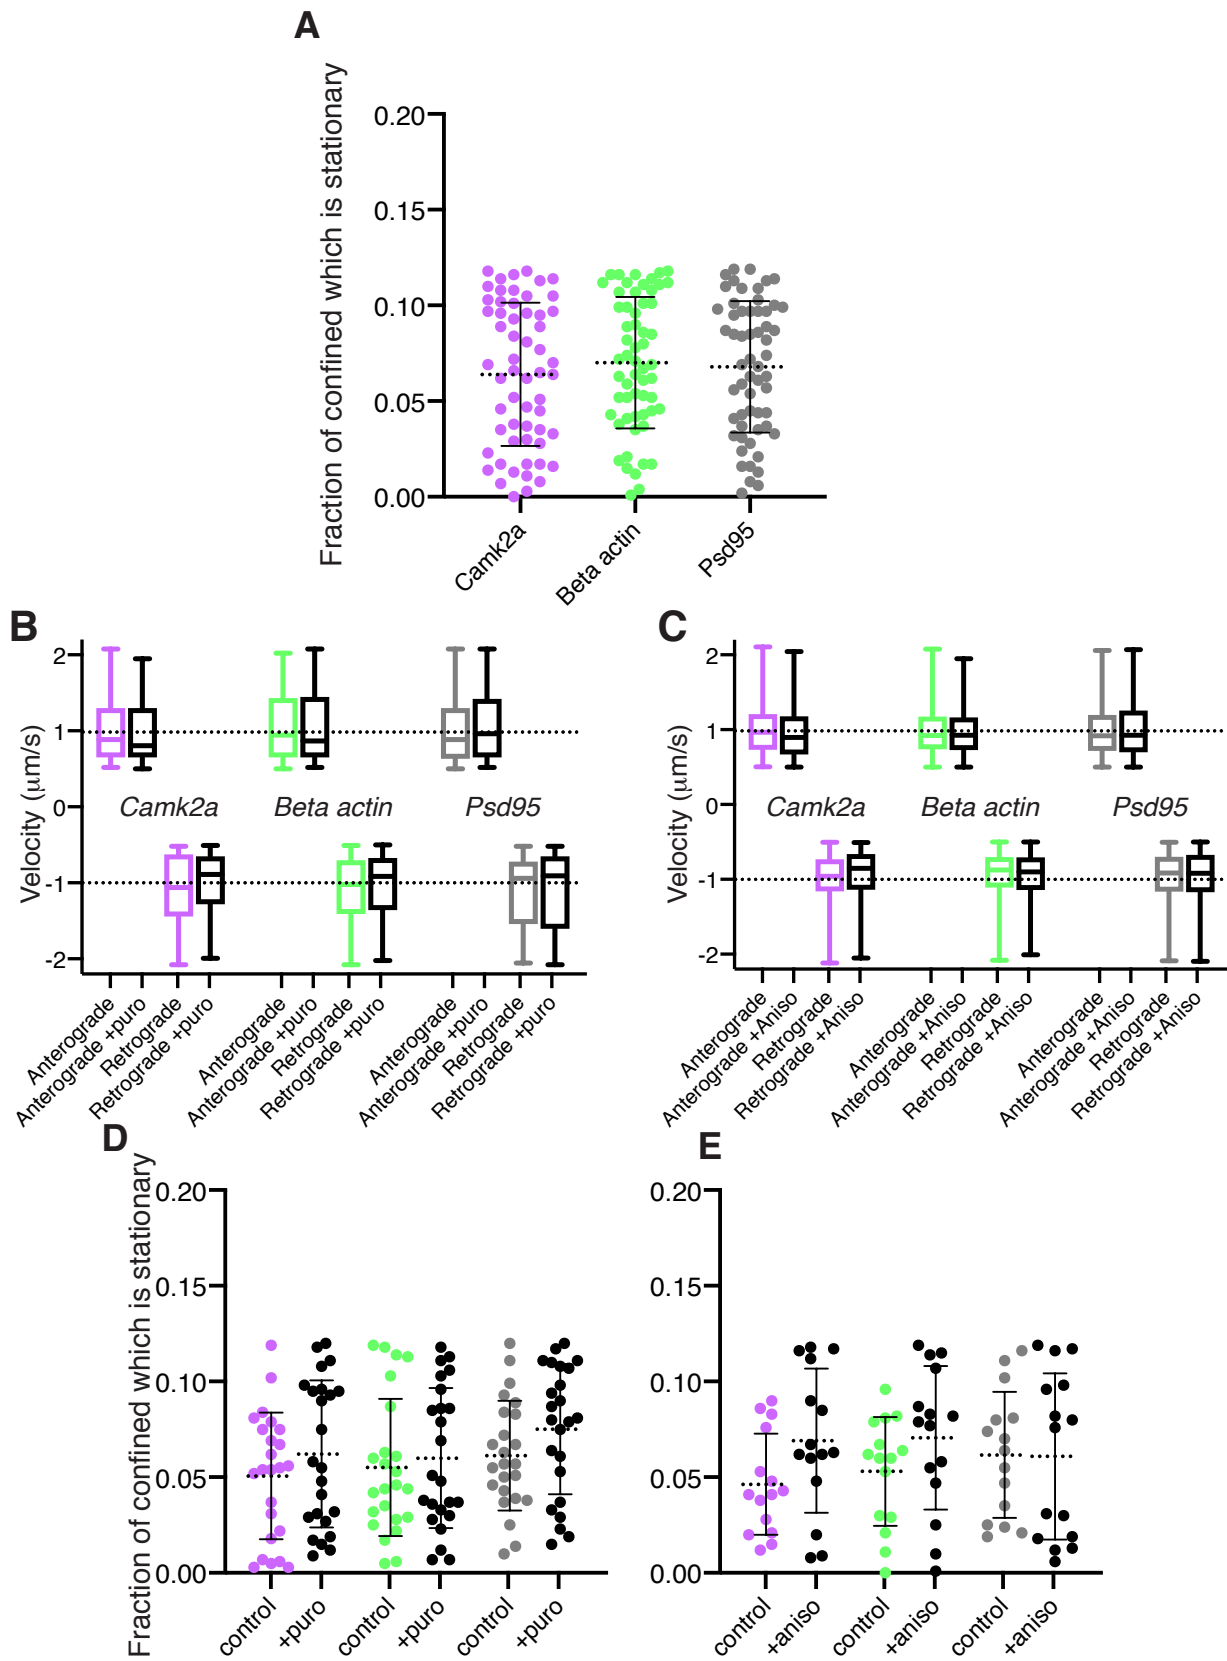 A
Fraction of confined which is stationary
0.20
0.15
0.10
0.05
0.00
Camk2a
Beta actin
Psd95
B
Velocity (μm/s)
2
1
0
-1
-2
Camk2a
Beta actin
Psd95
Anterograde
Anterograde +puro
Retrograde
Retrograde +puro
Anterograde
Anterograde +puro
Retrograde
Retrograde +puro
Anterograde
Anterograde +puro
Retrograde
Retrograde +puro
C
Velocity (μm/s)
2
1
0
-1
-2
Camk2a
Beta actin
Psd95
Anterograde
Anterograde +Aniso
Retrograde
Retrograde +Aniso
Anterograde
Anterograde +Aniso
Retrograde
Retrograde +Aniso
Anterograde
Anterograde +Aniso
Retrograde
Retrograde +Aniso
D
Fraction of confined which is stationary
0.20
0.15
0.10
0.05
0.00
control
+puro
control
+puro
control
+puro
E
0.20
0.15
0.10
0.05
0.00
control
+aniso
control
+aniso
control
+aniso